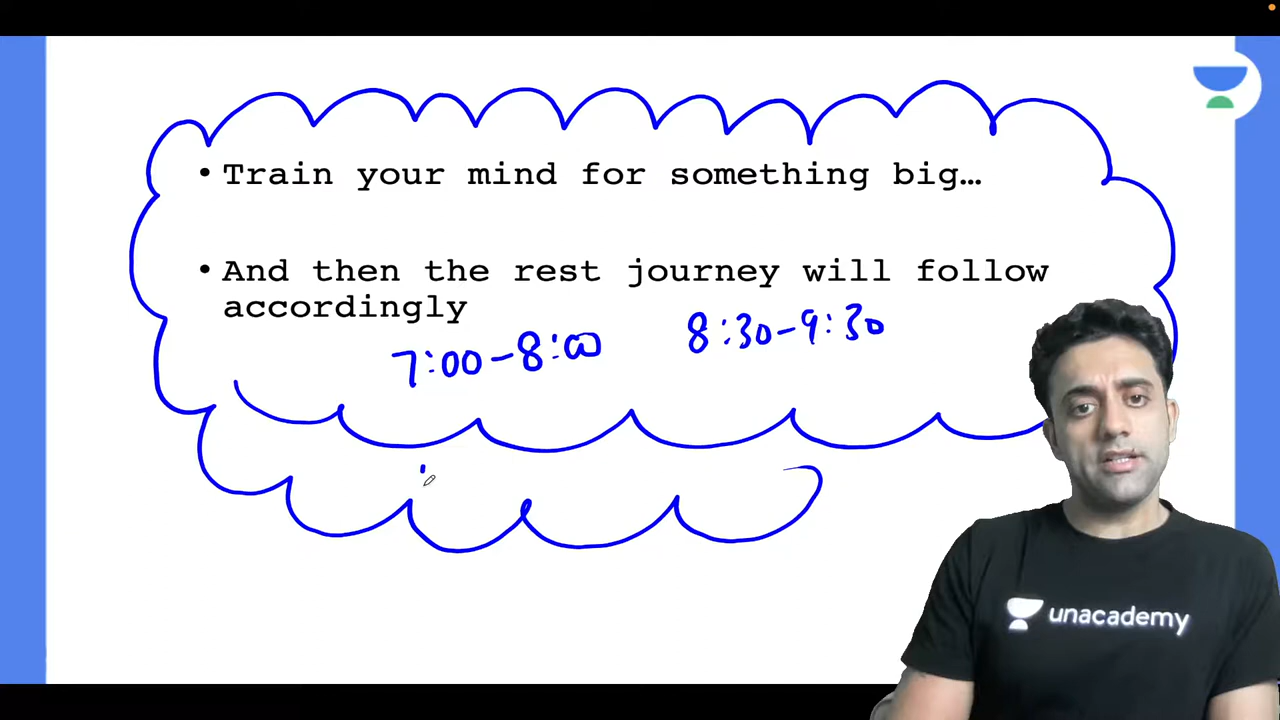 • Train your mind for something big…
• And then the rest journey will follow
accordingly
7:00-8:00 8:30-9:30
unacademy